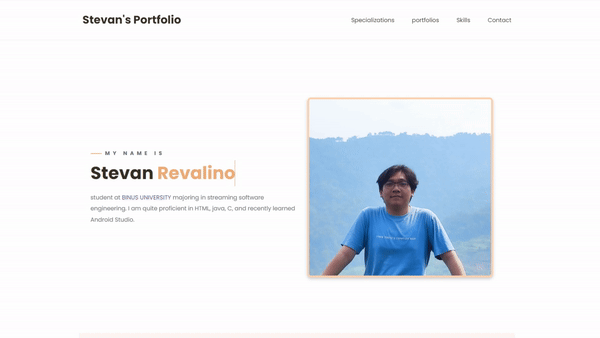 Stevan's Portfolio
Specializations portfolios Skills Contact
MY NAME IS
Stevan Revalino
student at BINUS UNIVERSITY majoring in streaming software
engineering. I am quite proficient in HTML, java, C, and recently learned
Android Studio.